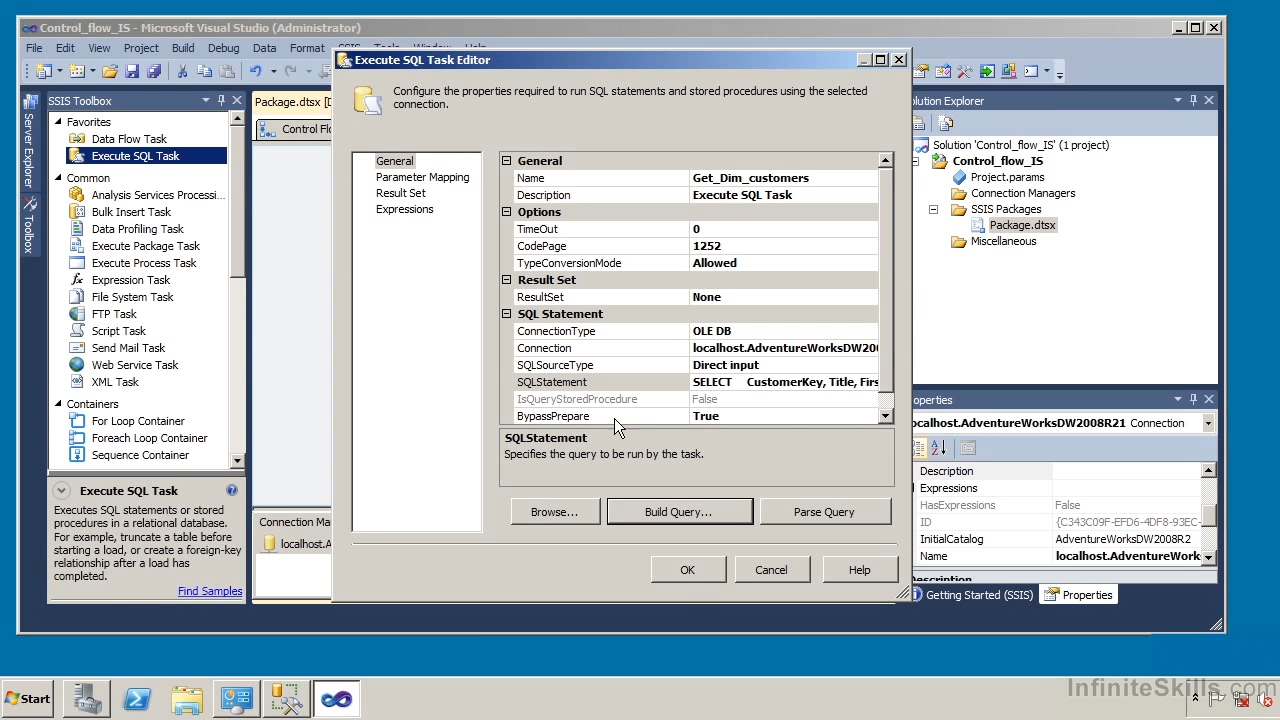 Control_flow_IS - Microsoft Visual Studio (Administrator)
File Edit View Project Build Debug Data Format
Execute SQL Task Editor
Configure the properties required to run SQL statements and stored procedures using the selected
connection.
SSIS Toolbox
Favorites
Data Flow Task
Execute SQL Task
Common
Analysis Services Processi...
Bulk Insert Task
Data Profiling Task
Execute Package Task
Execute Process Task
Expression Task
File System Task
FTP Task
Script Task
Send Mail Task
Web Service Task
XML Task
Containers
For Loop Container
Foreach Loop Container
Sequence Container
Execute SQL Task
Executes SQL statements or stored
procedures in a relational database.
For example, truncate a table before
starting a load, or create a foreign-key
relationship after a load has
completed.
Find Samples
Server Explorer
Toolbox
Package.dtsx [D
Control Flo
Connection Ma
localhost.A
General
Parameter Mapping
Result Set
Expressions
General
Name Get_Dim_customers
Description Execute SQL Task
Options
TimeOut 0
CodePage 1252
TypeConversionMode Allowed
Result Set
ResultSet None
SQL Statement
ConnectionType OLE DB
Connection localhost.AdventureWorksDW200
SQLSourceType Direct input
SQLStatement SELECT CustomerKey, Title, Firs
IsQueryStoredProcedure False
BypassPrepare True
SQLStatement
Specifies the query to be run by the task.
Browse... Build Query... Parse Query
OK Cancel Help
olution Explorer
Solution 'Control_flow_IS' (1 project)
Control_flow_IS
Project.params
Connection Managers
SSIS Packages
Package.dtsx
Miscellaneous
operties
ocalhost.AdventureWorksDW2008R21 Connection
Description
Expressions
HasExpressions False
ID {C343C09F-EFD6-4DF8-93EC-
InitialCatalog AdventureWorksDW2008R2
Name localhost.AdventureWorks
Description
Getting Started (SSIS) Properties
Start
InfiniteSkills.com